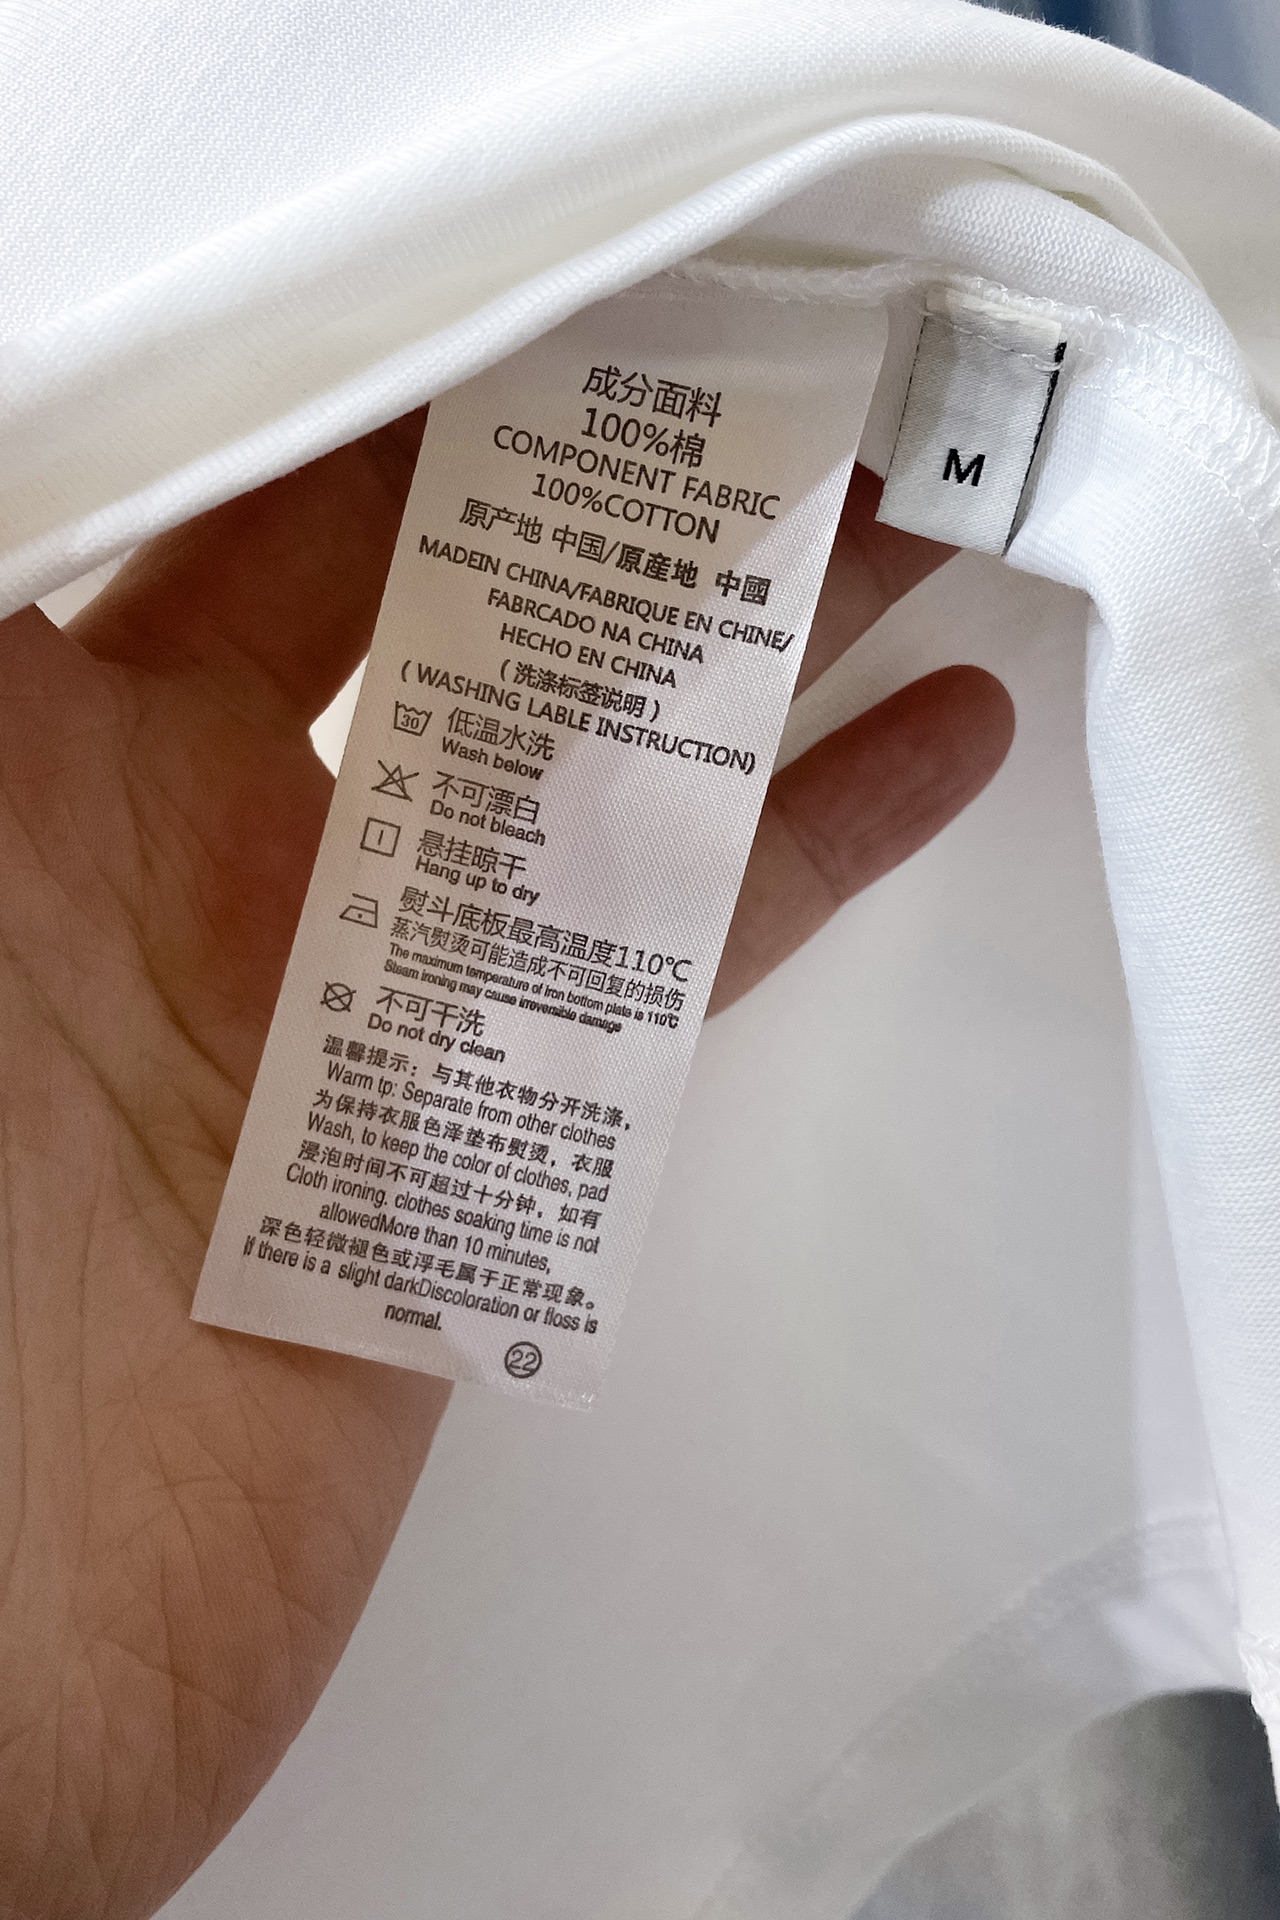 成分面料
100%棉
COMPONENT FABRIC
100%COTTON
原产地 中国/原產地 中國
MADEIN CHINA/FABRIQUE EN CHINE/
FABRCADO NA CHINA
HECHO EN CHINA
(洗涤标签说明)
(WASHING LABLE INSTRUCTION)
30
低温水洗
Wash below
不可漂白
Do not bleach
悬挂晾干
Hang up to dry
熨斗底板最高温度110℃
蒸汽熨烫可能造成不可回复的损伤
The maximum temperature of iron bottom plate is 110℃
Steam ironing may cause irreversible damage
不可干洗
Do not dry clean
温馨提示：与其他衣物分开洗涤，
Warm tp: Separate from other clothes
为保持衣服色泽垫布熨烫，衣服
Wash, to keep the color of clothes, pad
浸泡时间不可超过十分钟，如有
Cloth ironing. clothes soaking time is not
allowedMore than 10 minutes,
深色轻微褪色或浮毛属于正常现象。
If there is a slight darkDiscoloration or floss is
normal.
22
M